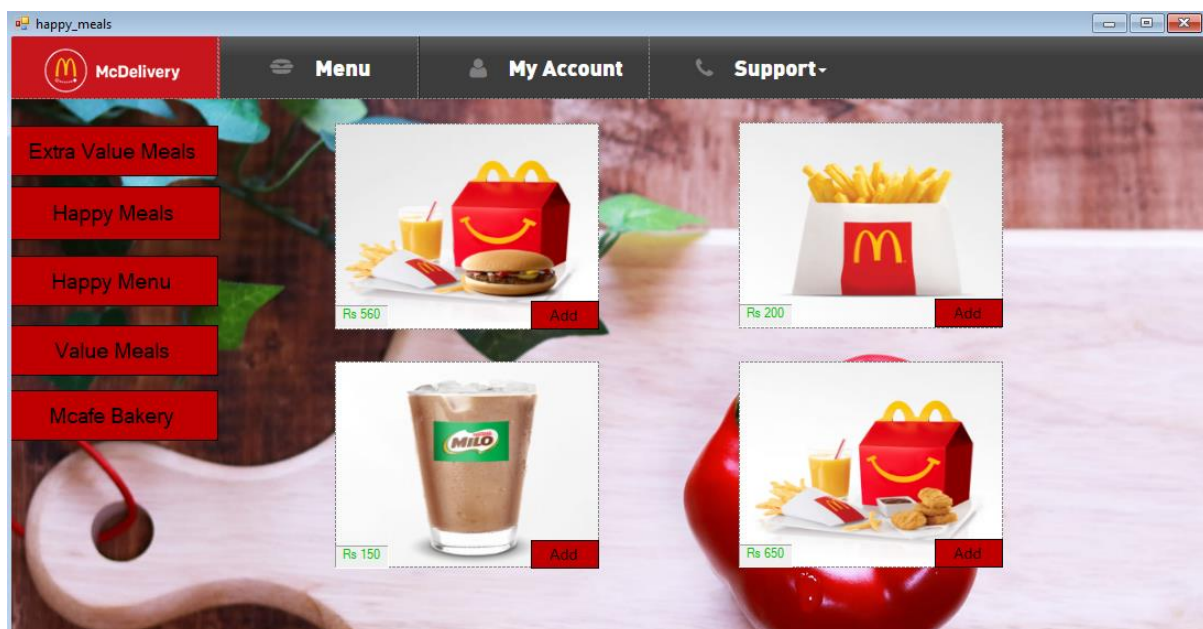 happy_meals
McDelivery
Menu
My Account
Support
Extra Value Meals
Happy Meals
Happy Menu
Value Meals
Mcafe Bakery
Rs 560
Add
Rs 200
Add
MILO
Rs 150
Add
Rs 650
Add